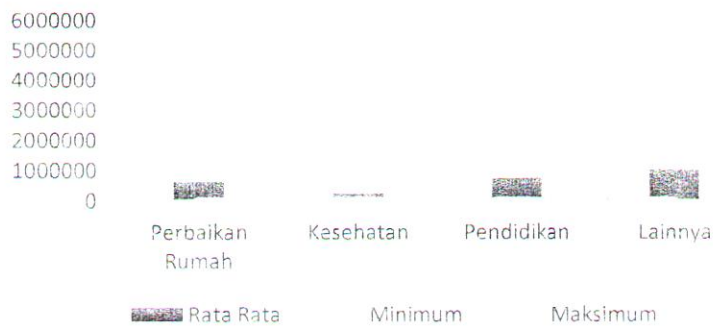 6000000
5000000
4000000
3000000
2000000
1000000
0
Perbaikan Rumah
Kesehatan
Pendidikan
Lainnya
Rata Rata Minimum Maksimum